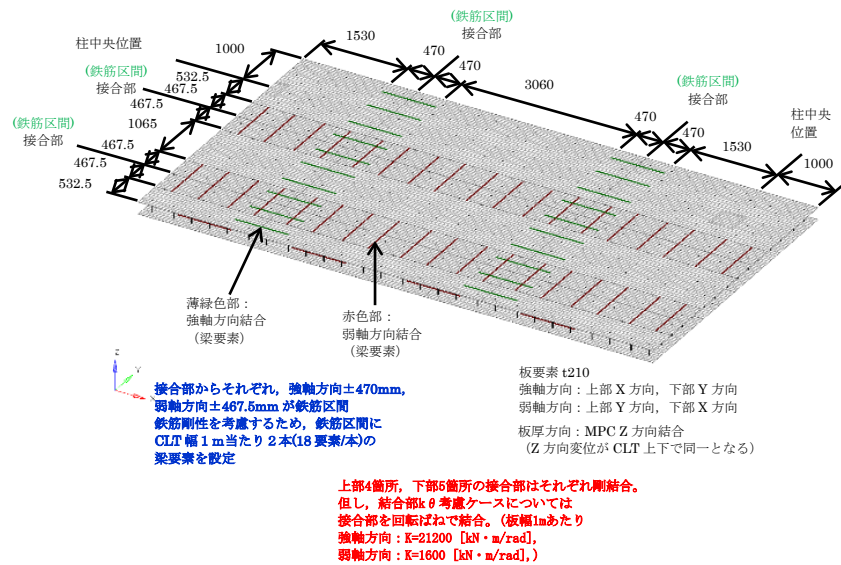 柱中央位置
1000
(鉄筋区間)
接合部
532.5
467.5
467.5
(鉄筋区間)
接合部
1065
467.5
467.5
532.5
1530
470
(鉄筋区間)
接合部
470
3060
(鉄筋区間)
接合部
470
470
柱中央
位置
1530
1000
薄緑色部：
強軸方向結合
（梁要素）
赤色部：
弱軸方向結合
（梁要素）
Z
Y
X
接合部からそれぞれ，強軸方向±470mm，
弱軸方向±467.5mm が鉄筋区間
鉄筋剛性を考慮するため，鉄筋区間に
CLT 幅 1 m当たり 2 本(18 要素/本)の
梁要素を設定
板要素 t210
強軸方向：上部 X 方向，下部 Y 方向
弱軸方向：上部 Y 方向，下部 X 方向
板厚方向：MPC Z 方向結合
（Z 方向変位が CLT 上下で同一となる）
上部4箇所，下部5箇所の接合部はそれぞれ剛結合。
但し，結合部kθ考慮ケースについては
接合部を回転ばねで結合。(板幅1mあたり
強軸方向：K=21200 [kN・m/rad],
弱軸方向：K=1600 [kN・m/rad],)